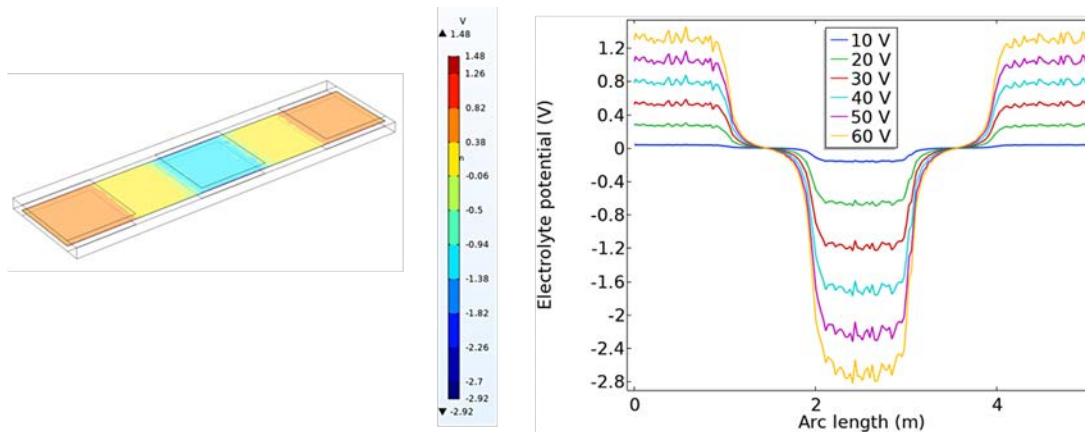 V
▲ 1.48
1.48
1.26
0.82
0.38
n
-0.06
-0.5
-0.94
-1.38
-1.82
-2.26
-2.7
-2.92
▼ -2.92
Electrolyte potential (V)
1.2
0.8
0.4
0
-0.4
-0.8
-1.2
-1.6
-2
-2.4
-2.8
10 V
20 V
30 V
40 V
50 V
60 V
0 2 4
Arc length (m)